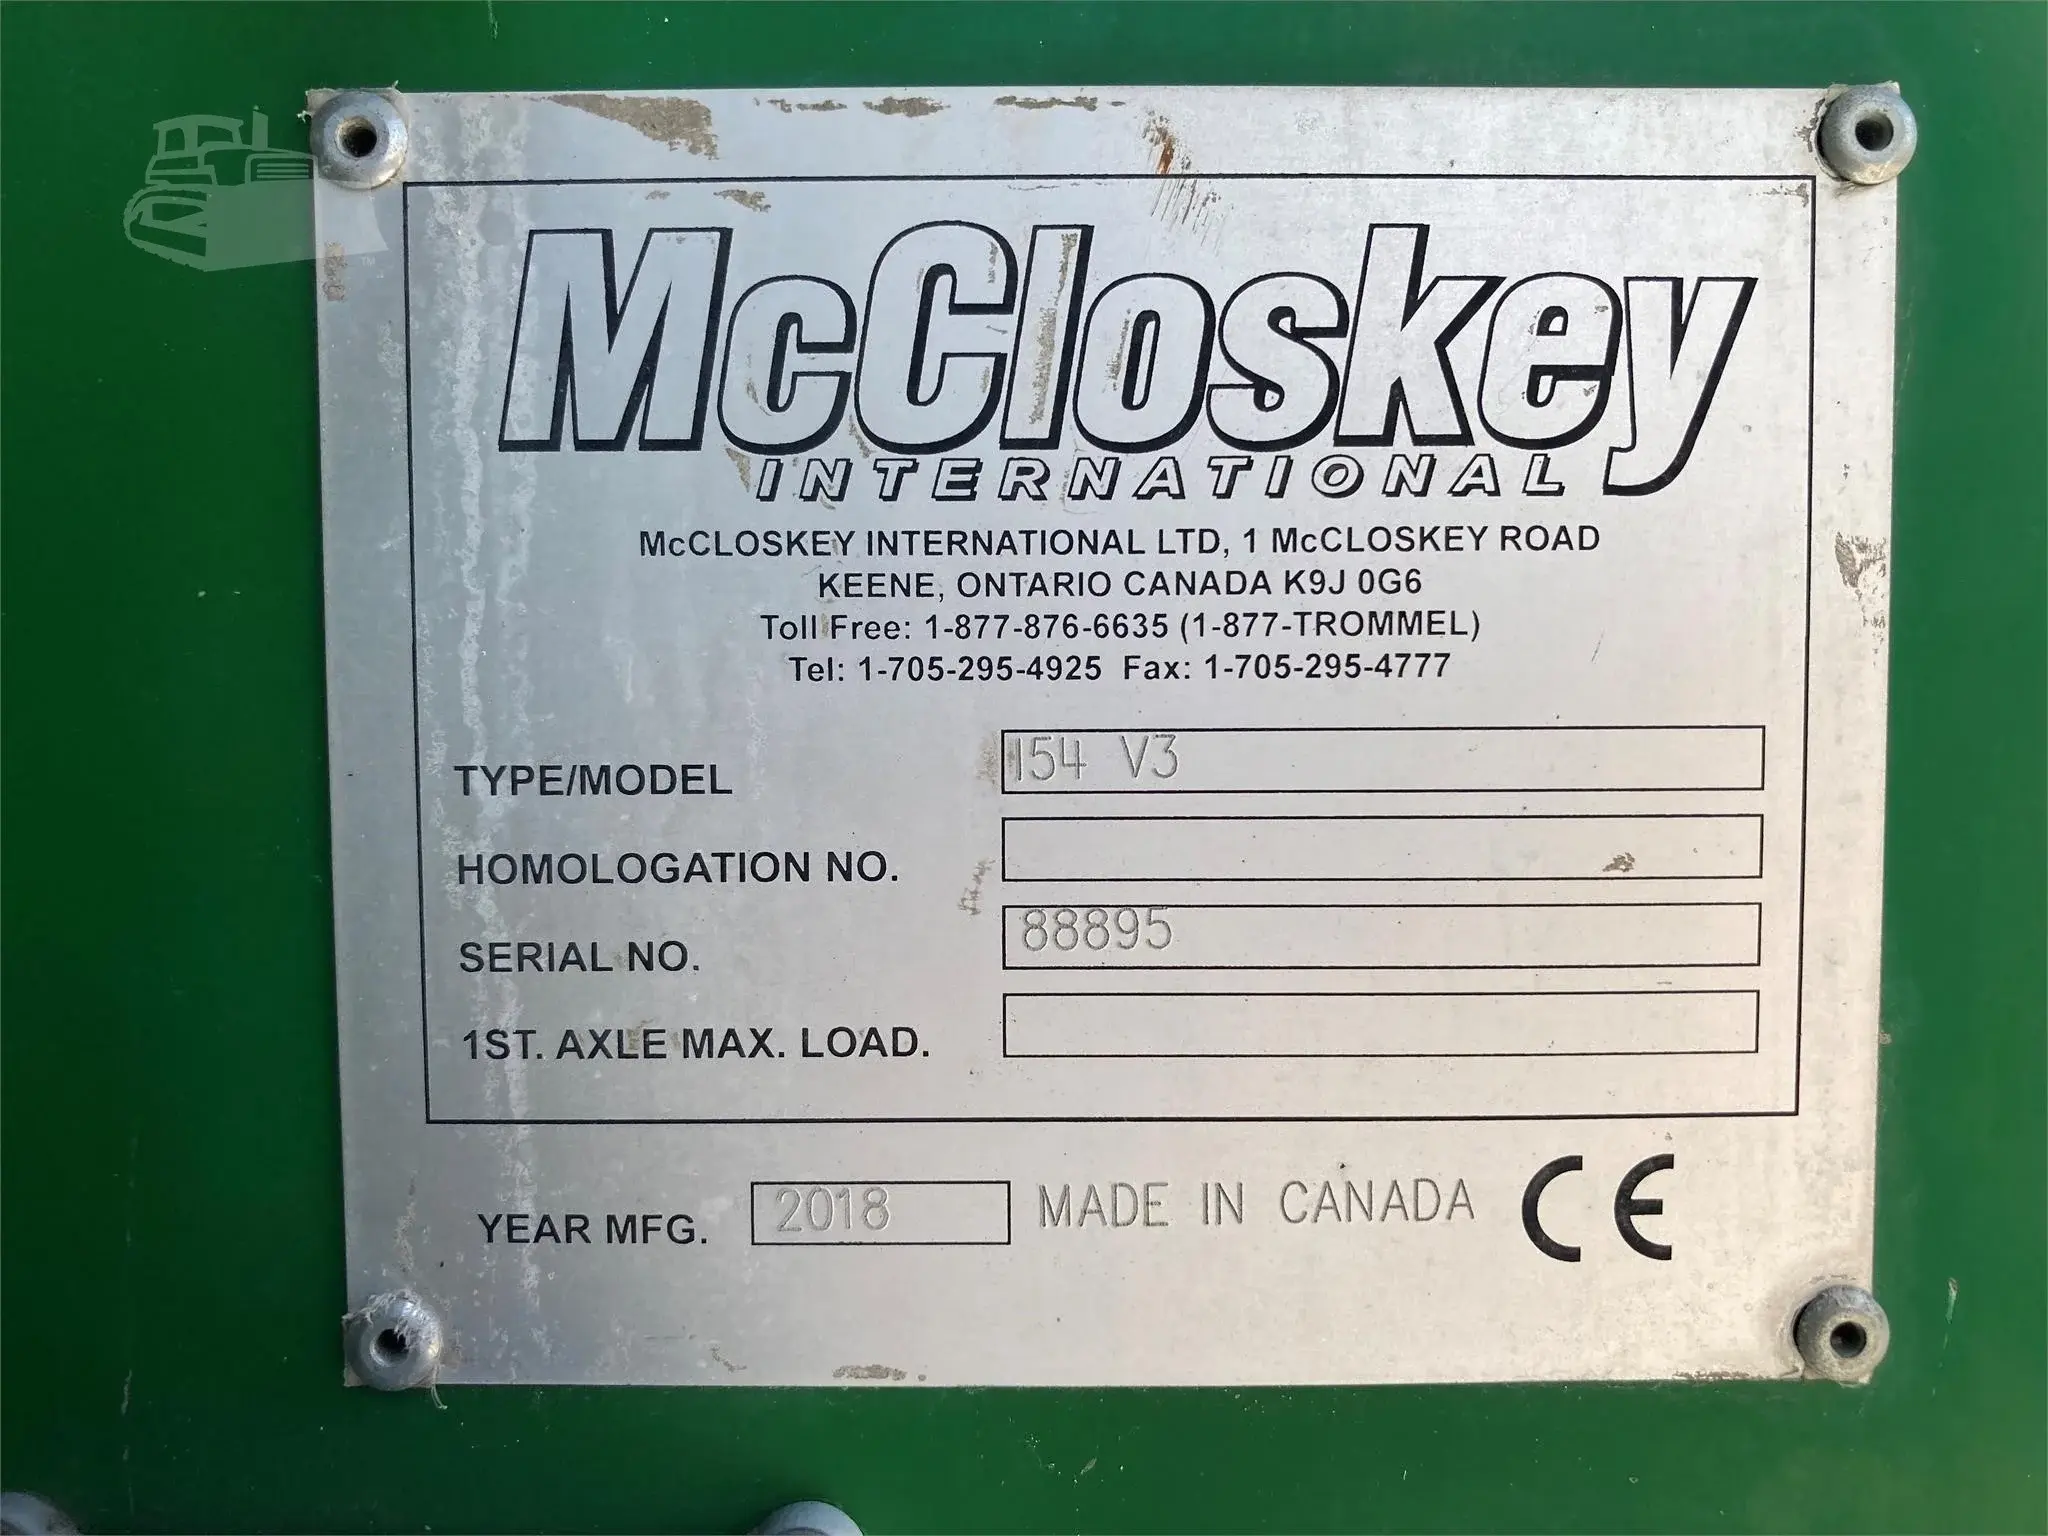 McCloskey
INTERNATIONAL
McCLOSKEY INTERNATIONAL LTD, 1 McCLOSKEY ROAD
KEENE, ONTARIO CANADA K9J 0G6
Toll Free: 1-877-876-6635 (1-877-TROMMEL)
Tel: 1-705-295-4925 Fax: 1-705-295-4777
TYPE/MODEL I54 V3
HOMOLOGATION NO.
SERIAL NO. 88895
1ST. AXLE MAX. LOAD.
YEAR MFG. 2018 MADE IN CANADA CE
TM